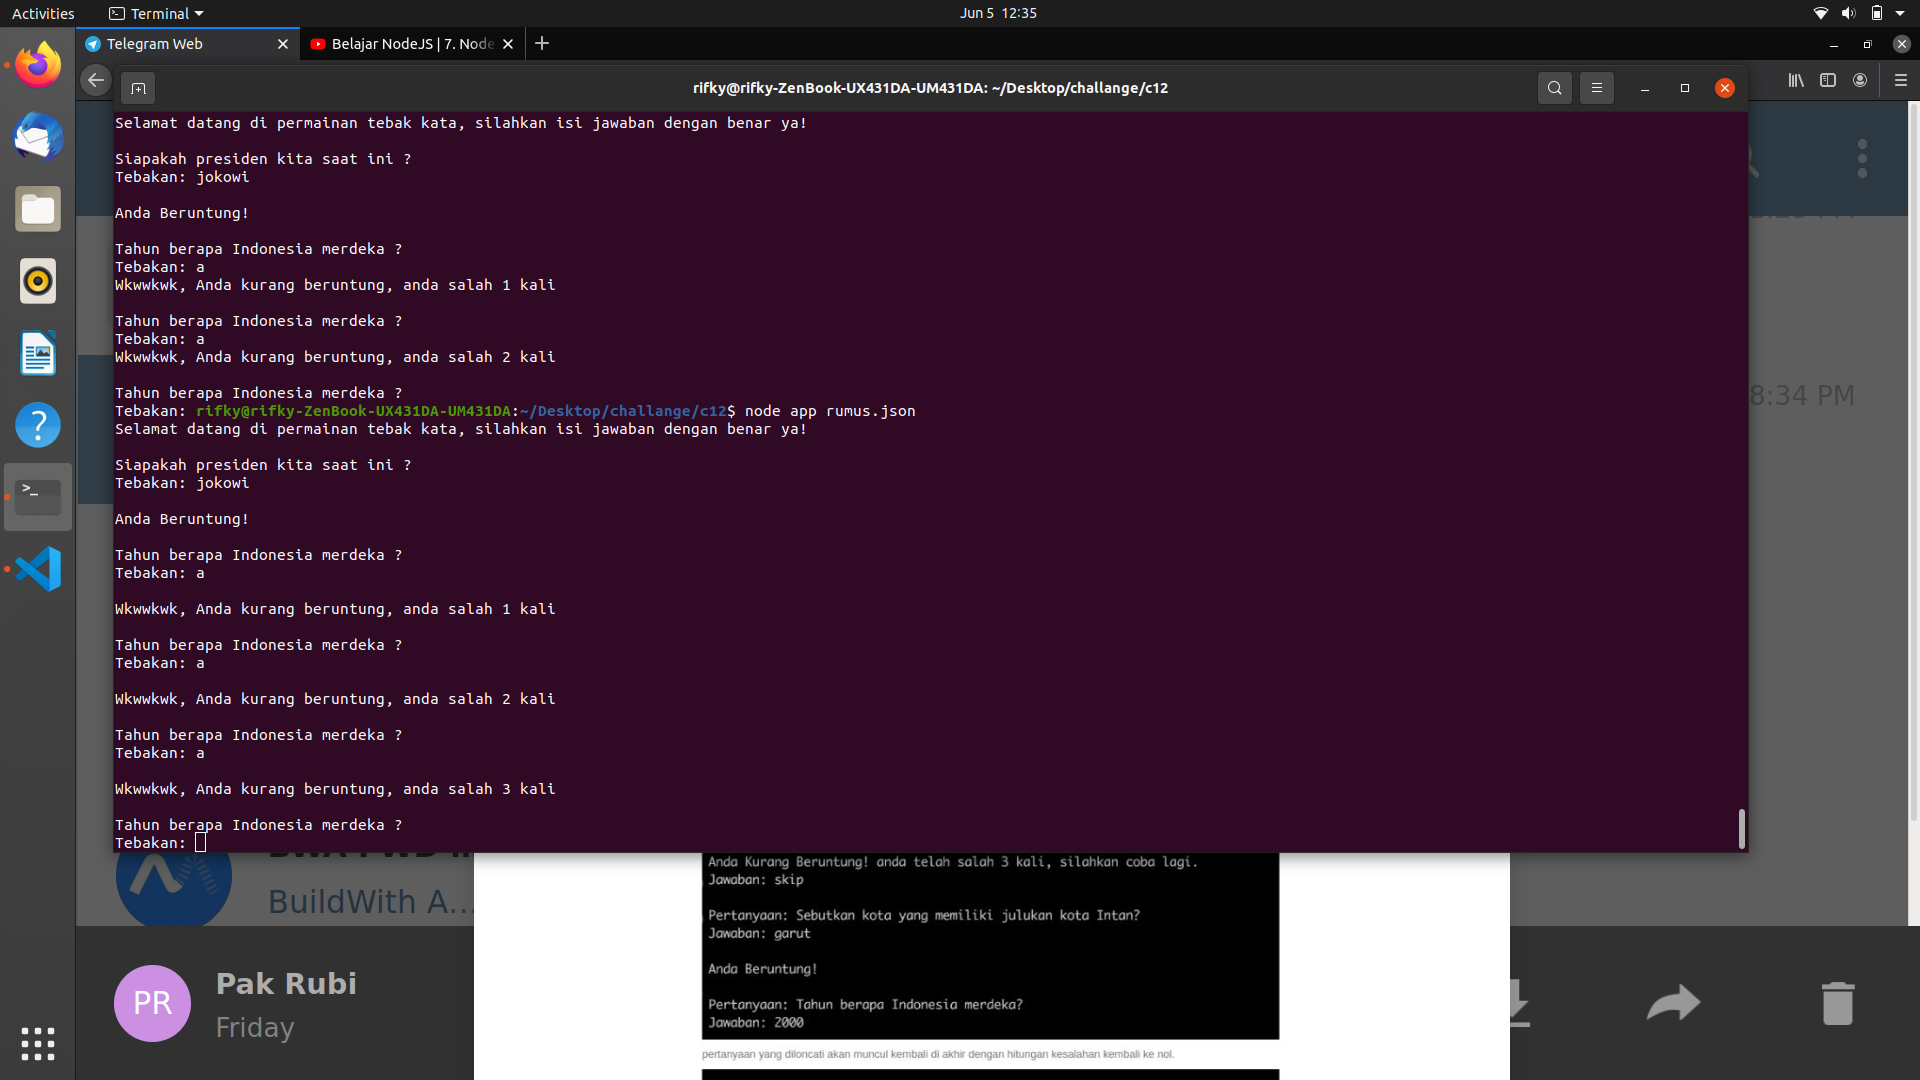 Activities
Terminal
Jun 5 12:35
Telegram Web
Belajar NodeJS | 7. Node
rifky@rifky-ZenBook-UX431DA-UM431DA: ~/Desktop/challange/c12
Selamat datang di permainan tebak kata, silahkan isi jawaban dengan benar ya!
Siapakah presiden kita saat ini ?
Tebakan: jokowi
Anda Beruntung!
Tahun berapa Indonesia merdeka ?
Tebakan: a
Wkwwkwk, Anda kurang beruntung, anda salah 1 kali
Tahun berapa Indonesia merdeka ?
Tebakan: a
Wkwwkwk, Anda kurang beruntung, anda salah 2 kali
Tahun berapa Indonesia merdeka ?
Tebakan: rifky@rifky-ZenBook-UX431DA-UM431DA:~/Desktop/challange/c12$ node app rumus.json
Selamat datang di permainan tebak kata, silahkan isi jawaban dengan benar ya!
Siapakah presiden kita saat ini ?
Tebakan: jokowi
Anda Beruntung!
Tahun berapa Indonesia merdeka ?
Tebakan: a
Wkwwkwk, Anda kurang beruntung, anda salah 1 kali
Tahun berapa Indonesia merdeka ?
Tebakan: a
Wkwwkwk, Anda kurang beruntung, anda salah 2 kali
Tahun berapa Indonesia merdeka ?
Tebakan: a
Wkwwkwk, Anda kurang beruntung, anda salah 3 kali
Tahun berapa Indonesia merdeka ?
Tebakan:
8:34 PM
BuildWith A...
Pak Rubi
PR
Friday
Anda Kurang Beruntung! anda telah salah 3 kali, silahkan coba lagi.
Jawaban: skip
Pertanyaan: Sebutkan kota yang memiliki julukan kota Intan?
Jawaban: garut
Anda Beruntung!
Pertanyaan: Tahun berapa Indonesia merdeka?
Jawaban: 2000
pertanyaan yang diloncati akan muncul kembali di akhir dengan hitungan kesalahan kembali ke nol.